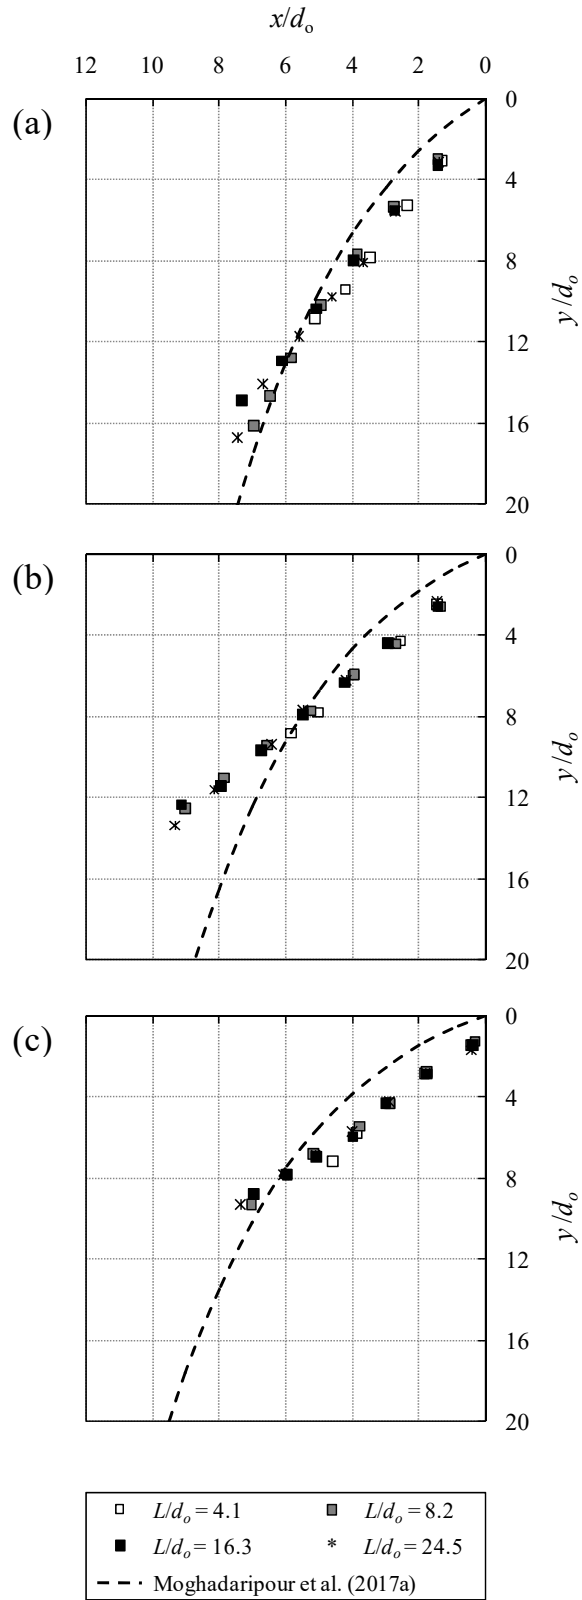 x/dₒ
12 10 8 6 4 2 0
(a)
0
4
8
12
16
20
y/dₒ
(b)
0
4
8
12
16
20
y/dₒ
(c)
0
4
8
12
16
20
y/dₒ
L/dₒ = 4.1 L/dₒ = 8.2
L/dₒ = 16.3 * L/dₒ = 24.5
Moghadaripour et al. (2017a)